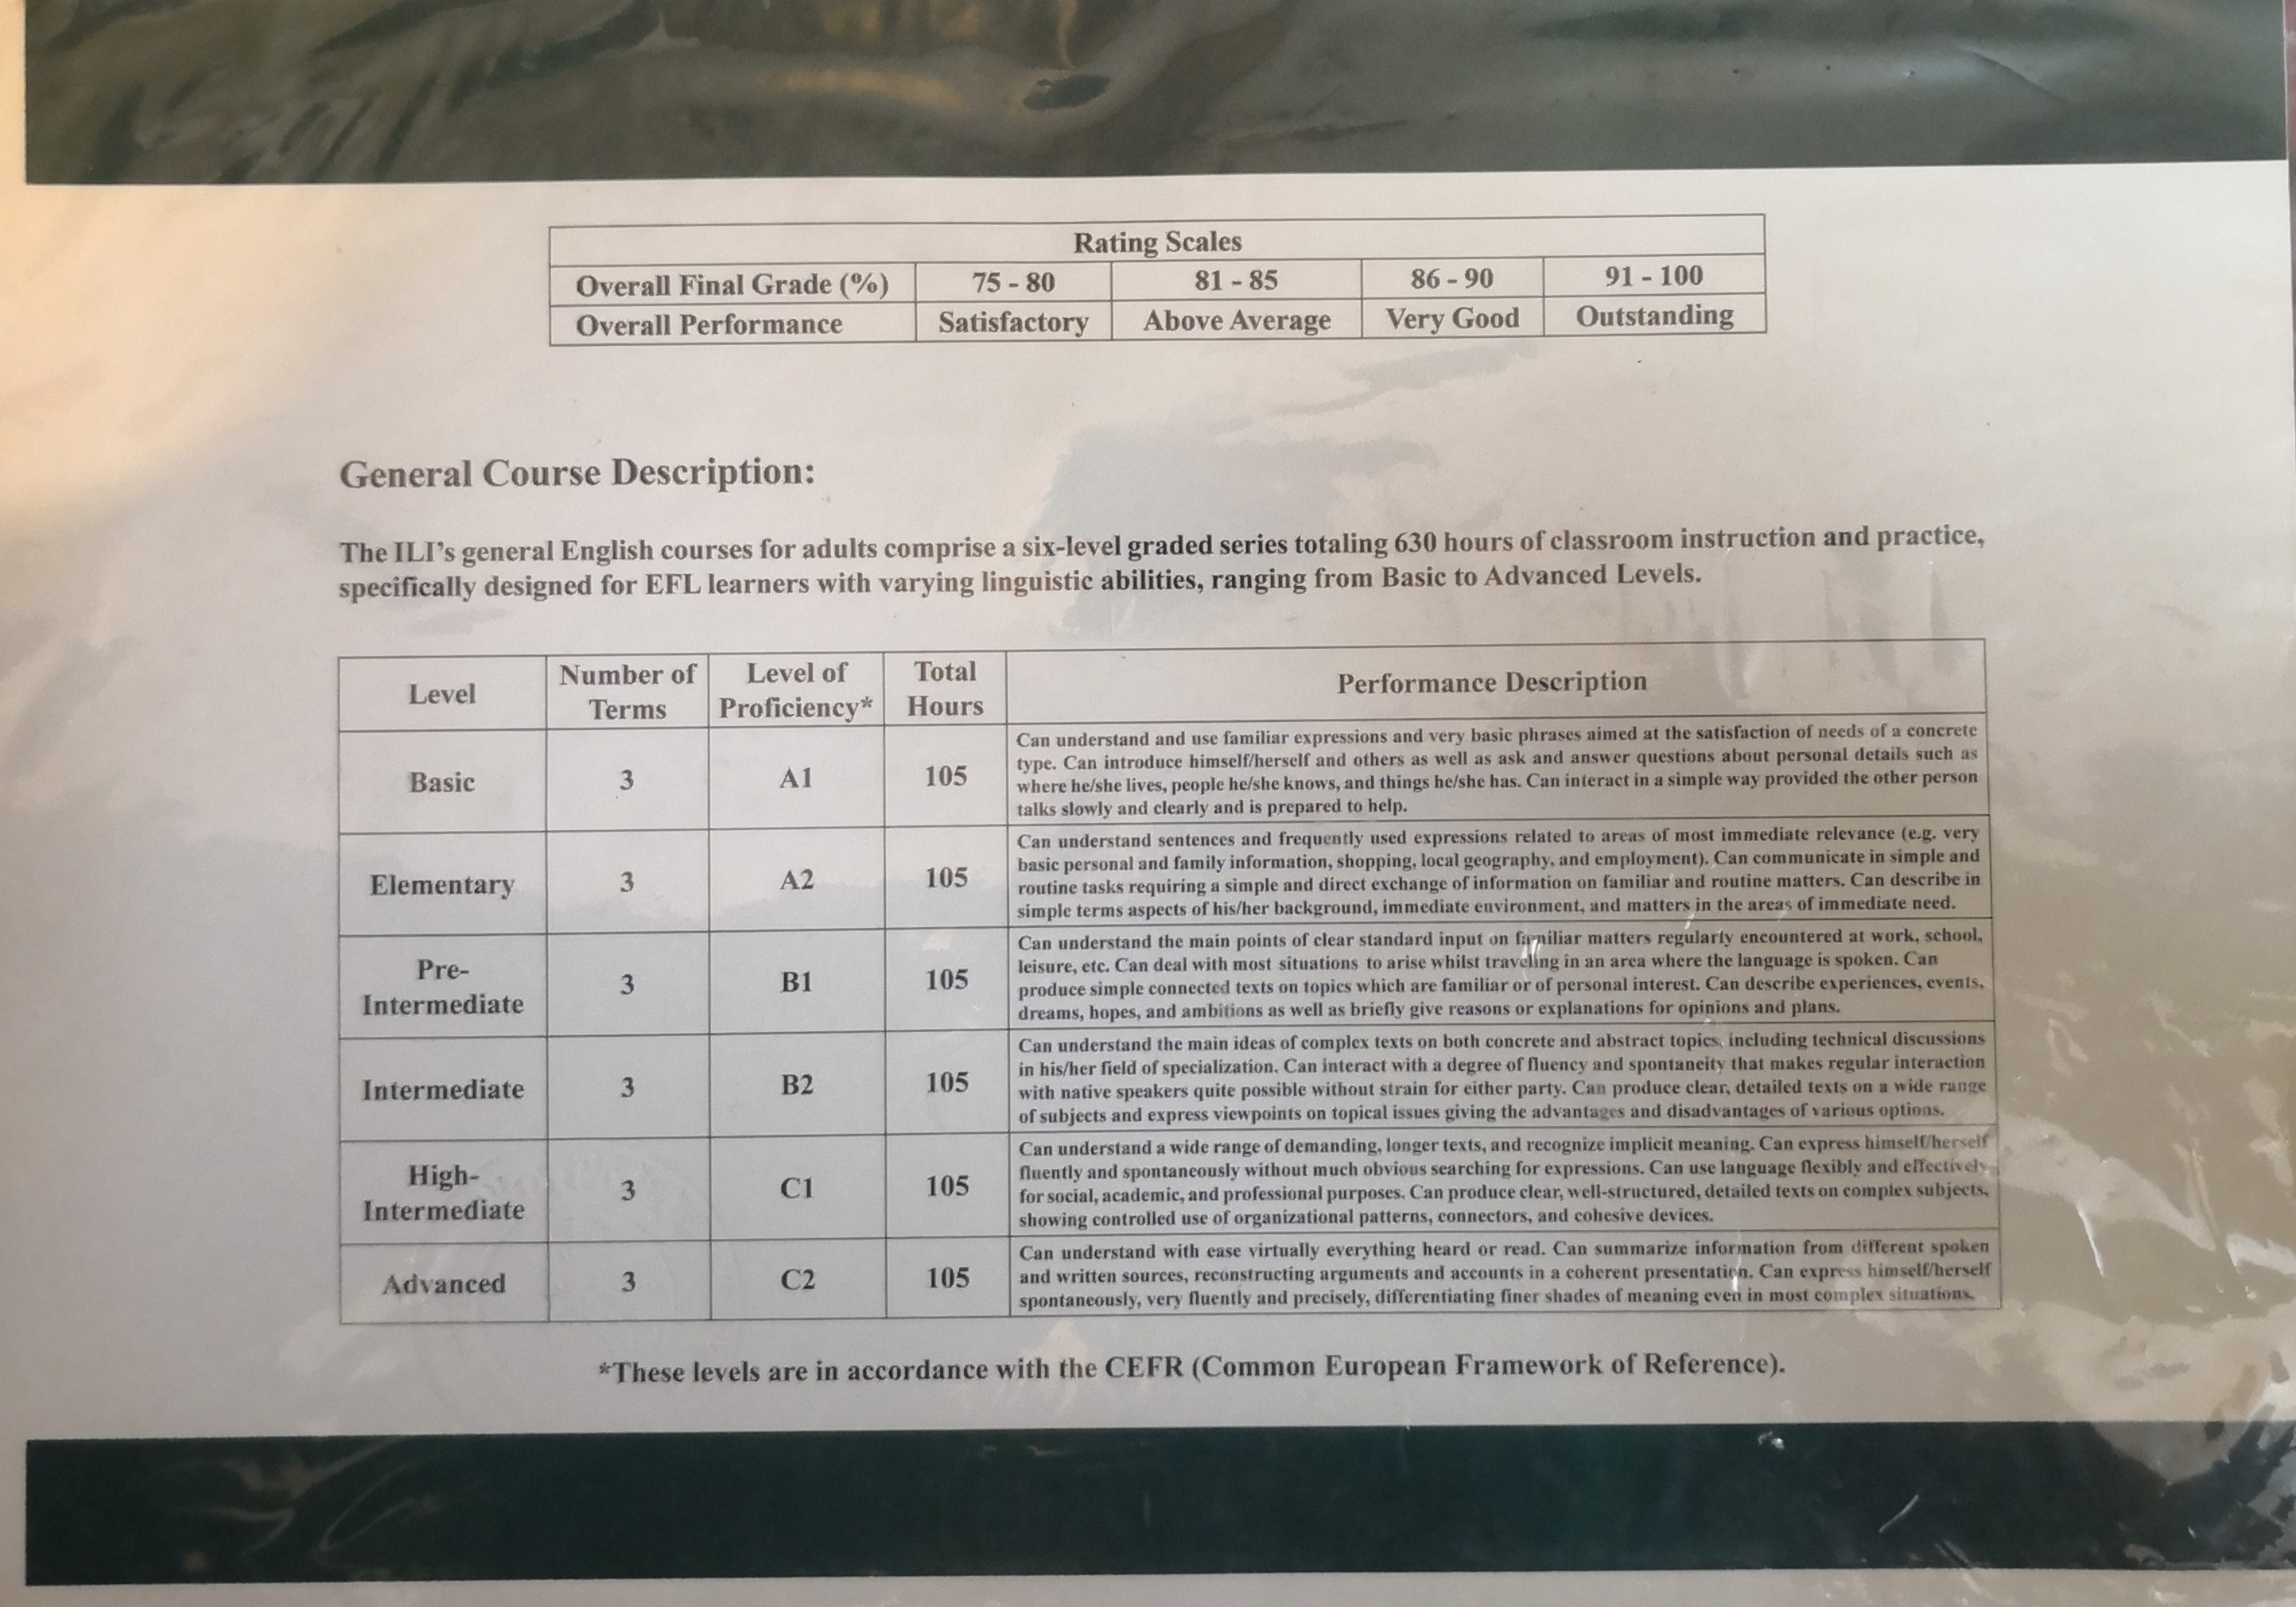 Rating Scales
Overall Final Grade (%) 75 - 80 81 - 85 86 - 90 91 - 100
Overall Performance Satisfactory Above Average Very Good Outstanding
General Course Description:
The ILI's general English courses for adults comprise a six-level graded series totaling 630 hours of classroom instruction and practice,
specifically designed for EFL learners with varying linguistic abilities, ranging from Basic to Advanced Levels.
Level
Number of
Terms
Level of
Proficiency*
Total
Hours
Performance Description
Basic 3 A1 105
Can understand and use familiar expressions and very basic phrases aimed at the satisfaction of needs of a concrete
type. Can introduce himself/herself and others as well as ask and answer questions about personal details such as
where he/she lives, people he/she knows, and things he/she has. Can interact in a simple way provided the other person
talks slowly and clearly and is prepared to help.
Elementary 3 A2 105
Can understand sentences and frequently used expressions related to areas of most immediate relevance (e.g. very
basic personal and family information, shopping, local geography, and employment). Can communicate in simple and
routine tasks requiring a simple and direct exchange of information on familiar and routine matters. Can describe in
simple terms aspects of his/her background, immediate environment, and matters in the areas of immediate need.
Pre-
Intermediate 3 B1 105
Can understand the main points of clear standard input on familiar matters regularly encountered at work, school,
leisure, etc. Can deal with most situations to arise whilst traveling in an area where the language is spoken. Can
produce simple connected texts on topics which are familiar or of personal interest. Can describe experiences, events,
dreams, hopes, and ambitions as well as briefly give reasons or explanations for opinions and plans.
Intermediate 3 B2 105
Can understand the main ideas of complex texts on both concrete and abstract topics, including technical discussions
in his/her field of specialization. Can interact with a degree of fluency and spontaneity that makes regular interaction
with native speakers quite possible without strain for either party. Can produce clear, detailed texts on a wide range
of subjects and express viewpoints on topical issues giving the advantages and disadvantages of various options.
High-
Intermediate 3 C1 105
Can understand a wide range of demanding, longer texts, and recognize implicit meaning. Can express himself/herself
fluently and spontaneously without much obvious searching for expressions. Can use language flexibly and effectively
for social, academic, and professional purposes. Can produce clear, well-structured, detailed texts on complex subjects,
showing controlled use of organizational patterns, connectors, and cohesive devices.
Advanced 3 C2 105
Can understand with ease virtually everything heard or read. Can summarize information from different spoken
and written sources, reconstructing arguments and accounts in a coherent presentation. Can express himself/herself
spontaneously, very fluently and precisely, differentiating finer shades of meaning even in most complex situations.
*These levels are in accordance with the CEFR (Common European Framework of Reference).